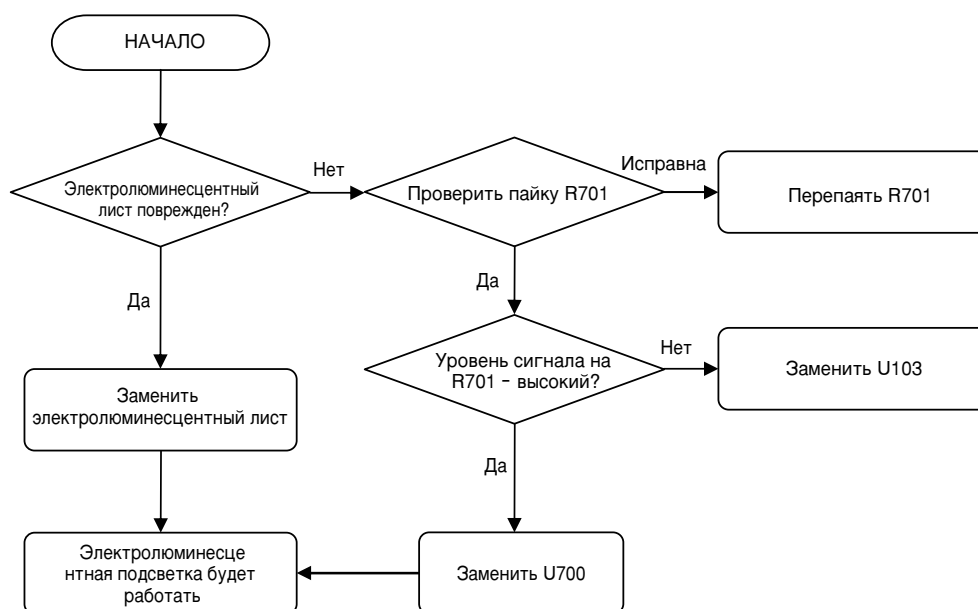 НАЧАЛО
Электролюминесцентный
лист поврежден?
Нет
Проверить пайку R701
Исправна
Перепаять R701
Да
Да
Уровень сигнала на
R701 - высокий?
Нет
Заменить U103
Заменить
электролюминесцентный лист
Да
Электролюминесце
нтная подсветка будет
работать
Заменить U700